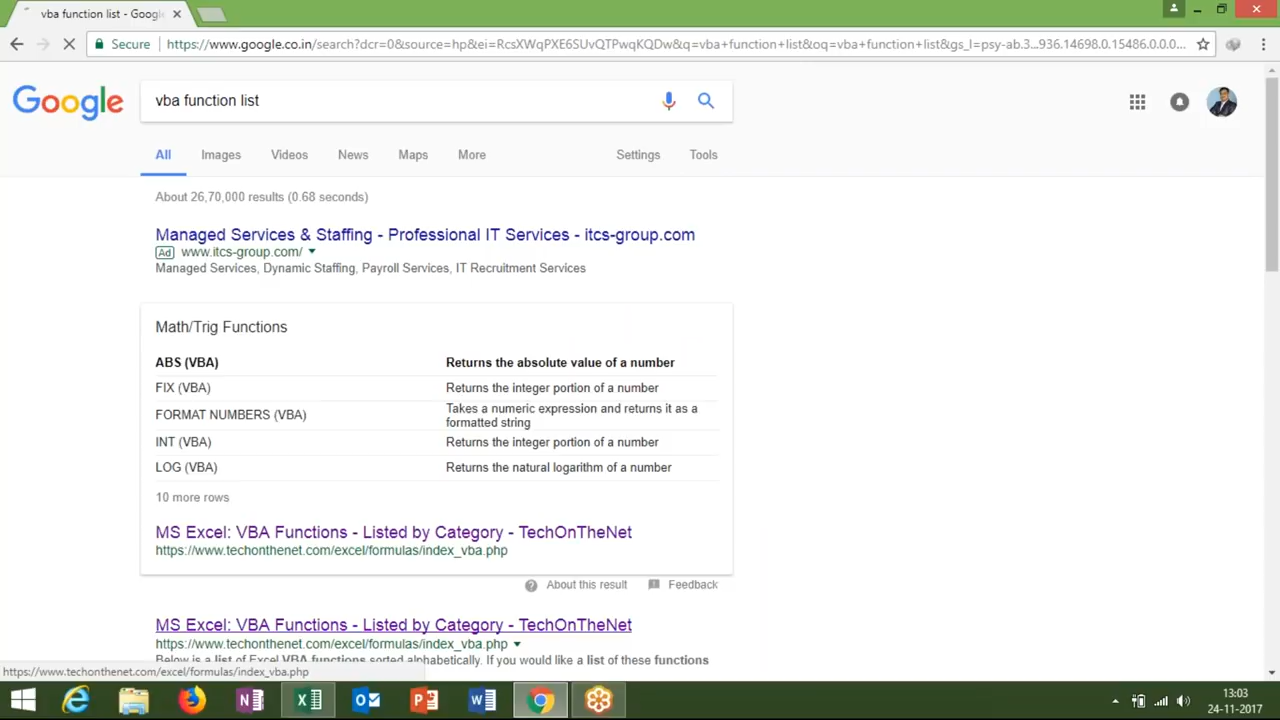 vba function list - Goog
Secure
https://www.google.co.in/search?dcr=0&source=hp&ei=RcsXWqPXE6SUvQTPwqKQDw&q=vba+function+list&oq=vba+function+list&gs_l=psy-ab.3...936.14698.0.15486.0.0.0...
Google
vba function list
All Images Videos News Maps More Settings Tools
About 26,70,000 results (0.68 seconds)
Managed Services & Staffing - Professional IT Services - itcs-group.com
Ad www.itcs-group.com/
Managed Services, Dynamic Staffing, Payroll Services, IT Recruitment Services
Math/Trig Functions
ABS (VBA) Returns the absolute value of a number
FIX (VBA) Returns the integer portion of a number
FORMAT NUMBERS (VBA) Takes a numeric expression and returns it as a
formatted string
INT (VBA) Returns the integer portion of a number
LOG (VBA) Returns the natural logarithm of a number
10 more rows
MS Excel: VBA Functions - Listed by Category - TechOnTheNet
https://www.techonthenet.com/excel/formulas/index_vba.php
About this result Feedback
MS Excel: VBA Functions - Listed by Category - TechOnTheNet
https://www.techonthenet.com/excel/formulas/index_vba.php
Below is a list of Excel VBA functions sorted alphabetically. If you would like a list of these functions
https://www.techonthenet.com/excel/formulas/index_vba.php
13:03
24-11-2017